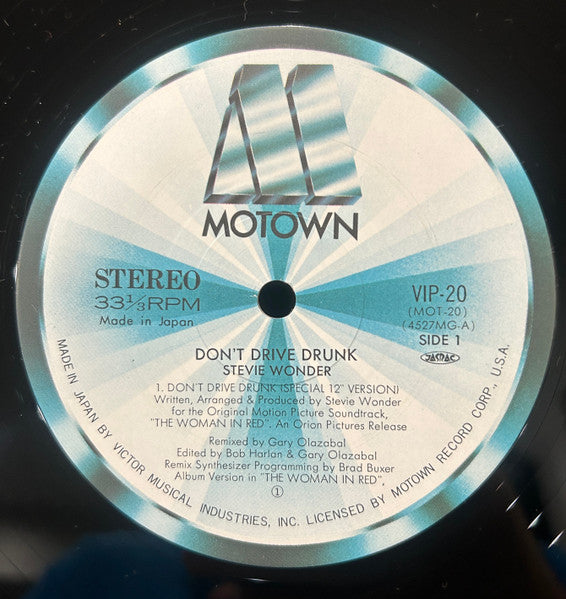 MOTOWN
STEREO
33⅓RPM
Made in Japan
VIP-20
(MOT-20)
(4527MG-A)
SIDE 1
JASRAC
DON'T DRIVE DRUNK
STEVIE WONDER
1. DON'T DRIVE DRUNK (SPECIAL 12" VERSION)
Written, Arranged & Produced by Stevie Wonder
for the Original Motion Picture Soundtrack,
"THE WOMAN IN RED". An Orion Pictures Release
Remixed by Gary Olazabal
Edited by Bob Harlan & Gary Olazabal
Remix Synthesizer Programming by Brad Buxer
Album Version in "THE WOMAN IN RED",
①
MADE IN JAPAN BY VICTOR MUSICAL INDUSTRIES, INC. LICENSED BY MOTOWN RECORD CORP., U.S.A.